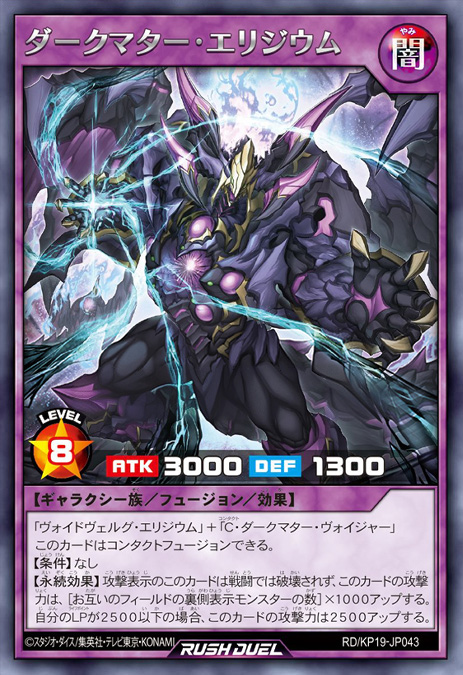 ダークマター・エリジウム
やみ
闇
LEVEL
8
ATK 3000 DEF 1300
【ギャラクシー族／フュージョン／効果】
「ヴォイドヴェルグ・エリジウム」+「C・ダークマター・ヴォイジャー」
このカードはコンタクトフュージョンできる。
【条件】なし
【永続効果】攻撃表示のこのカードは戦闘では破壊されず、このカードの攻撃
力は、[お互いのフィールドの裏側表示モンスターの数]×1000アップする。
自分のLPが2500以下の場合、このカードの攻撃力は2500アップする。
©スタジオ・ダイス/集英社・テレビ東京・KONAMI RUSH DUEL RD/KP19-JP043